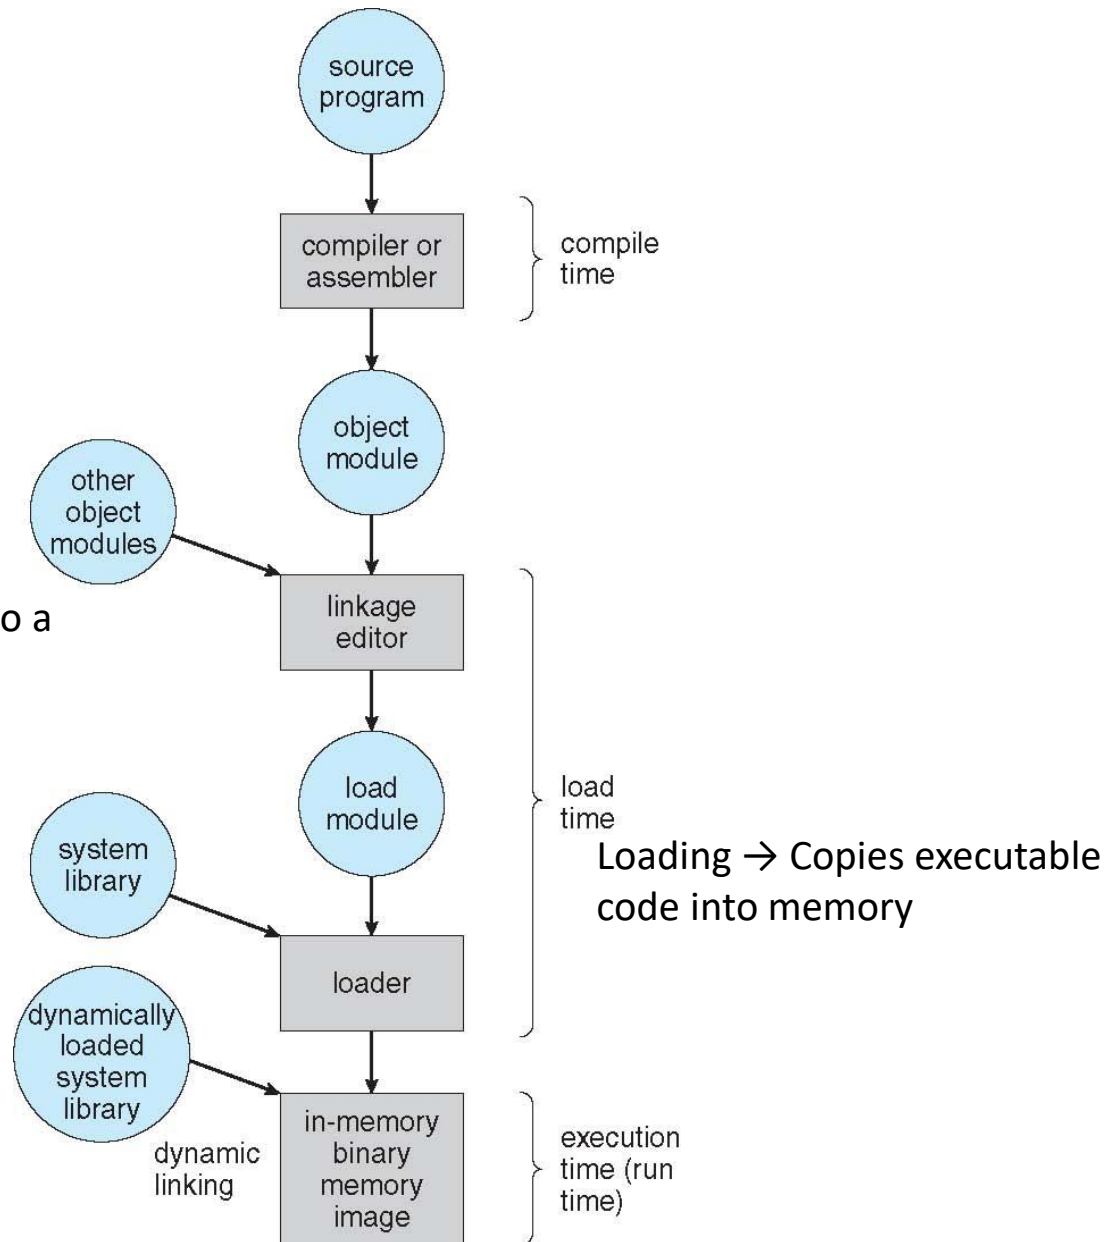 source
program
compiler or
assembler
compile
time
object
module
other
object
modules
o a
linkage
editor
load
module
load
time
Loading → Copies executable
code into memory
system
library
loader
dynamically
loaded
system
library
dynamic
linking
in-memory
binary
memory
image
execution
time (run
time)